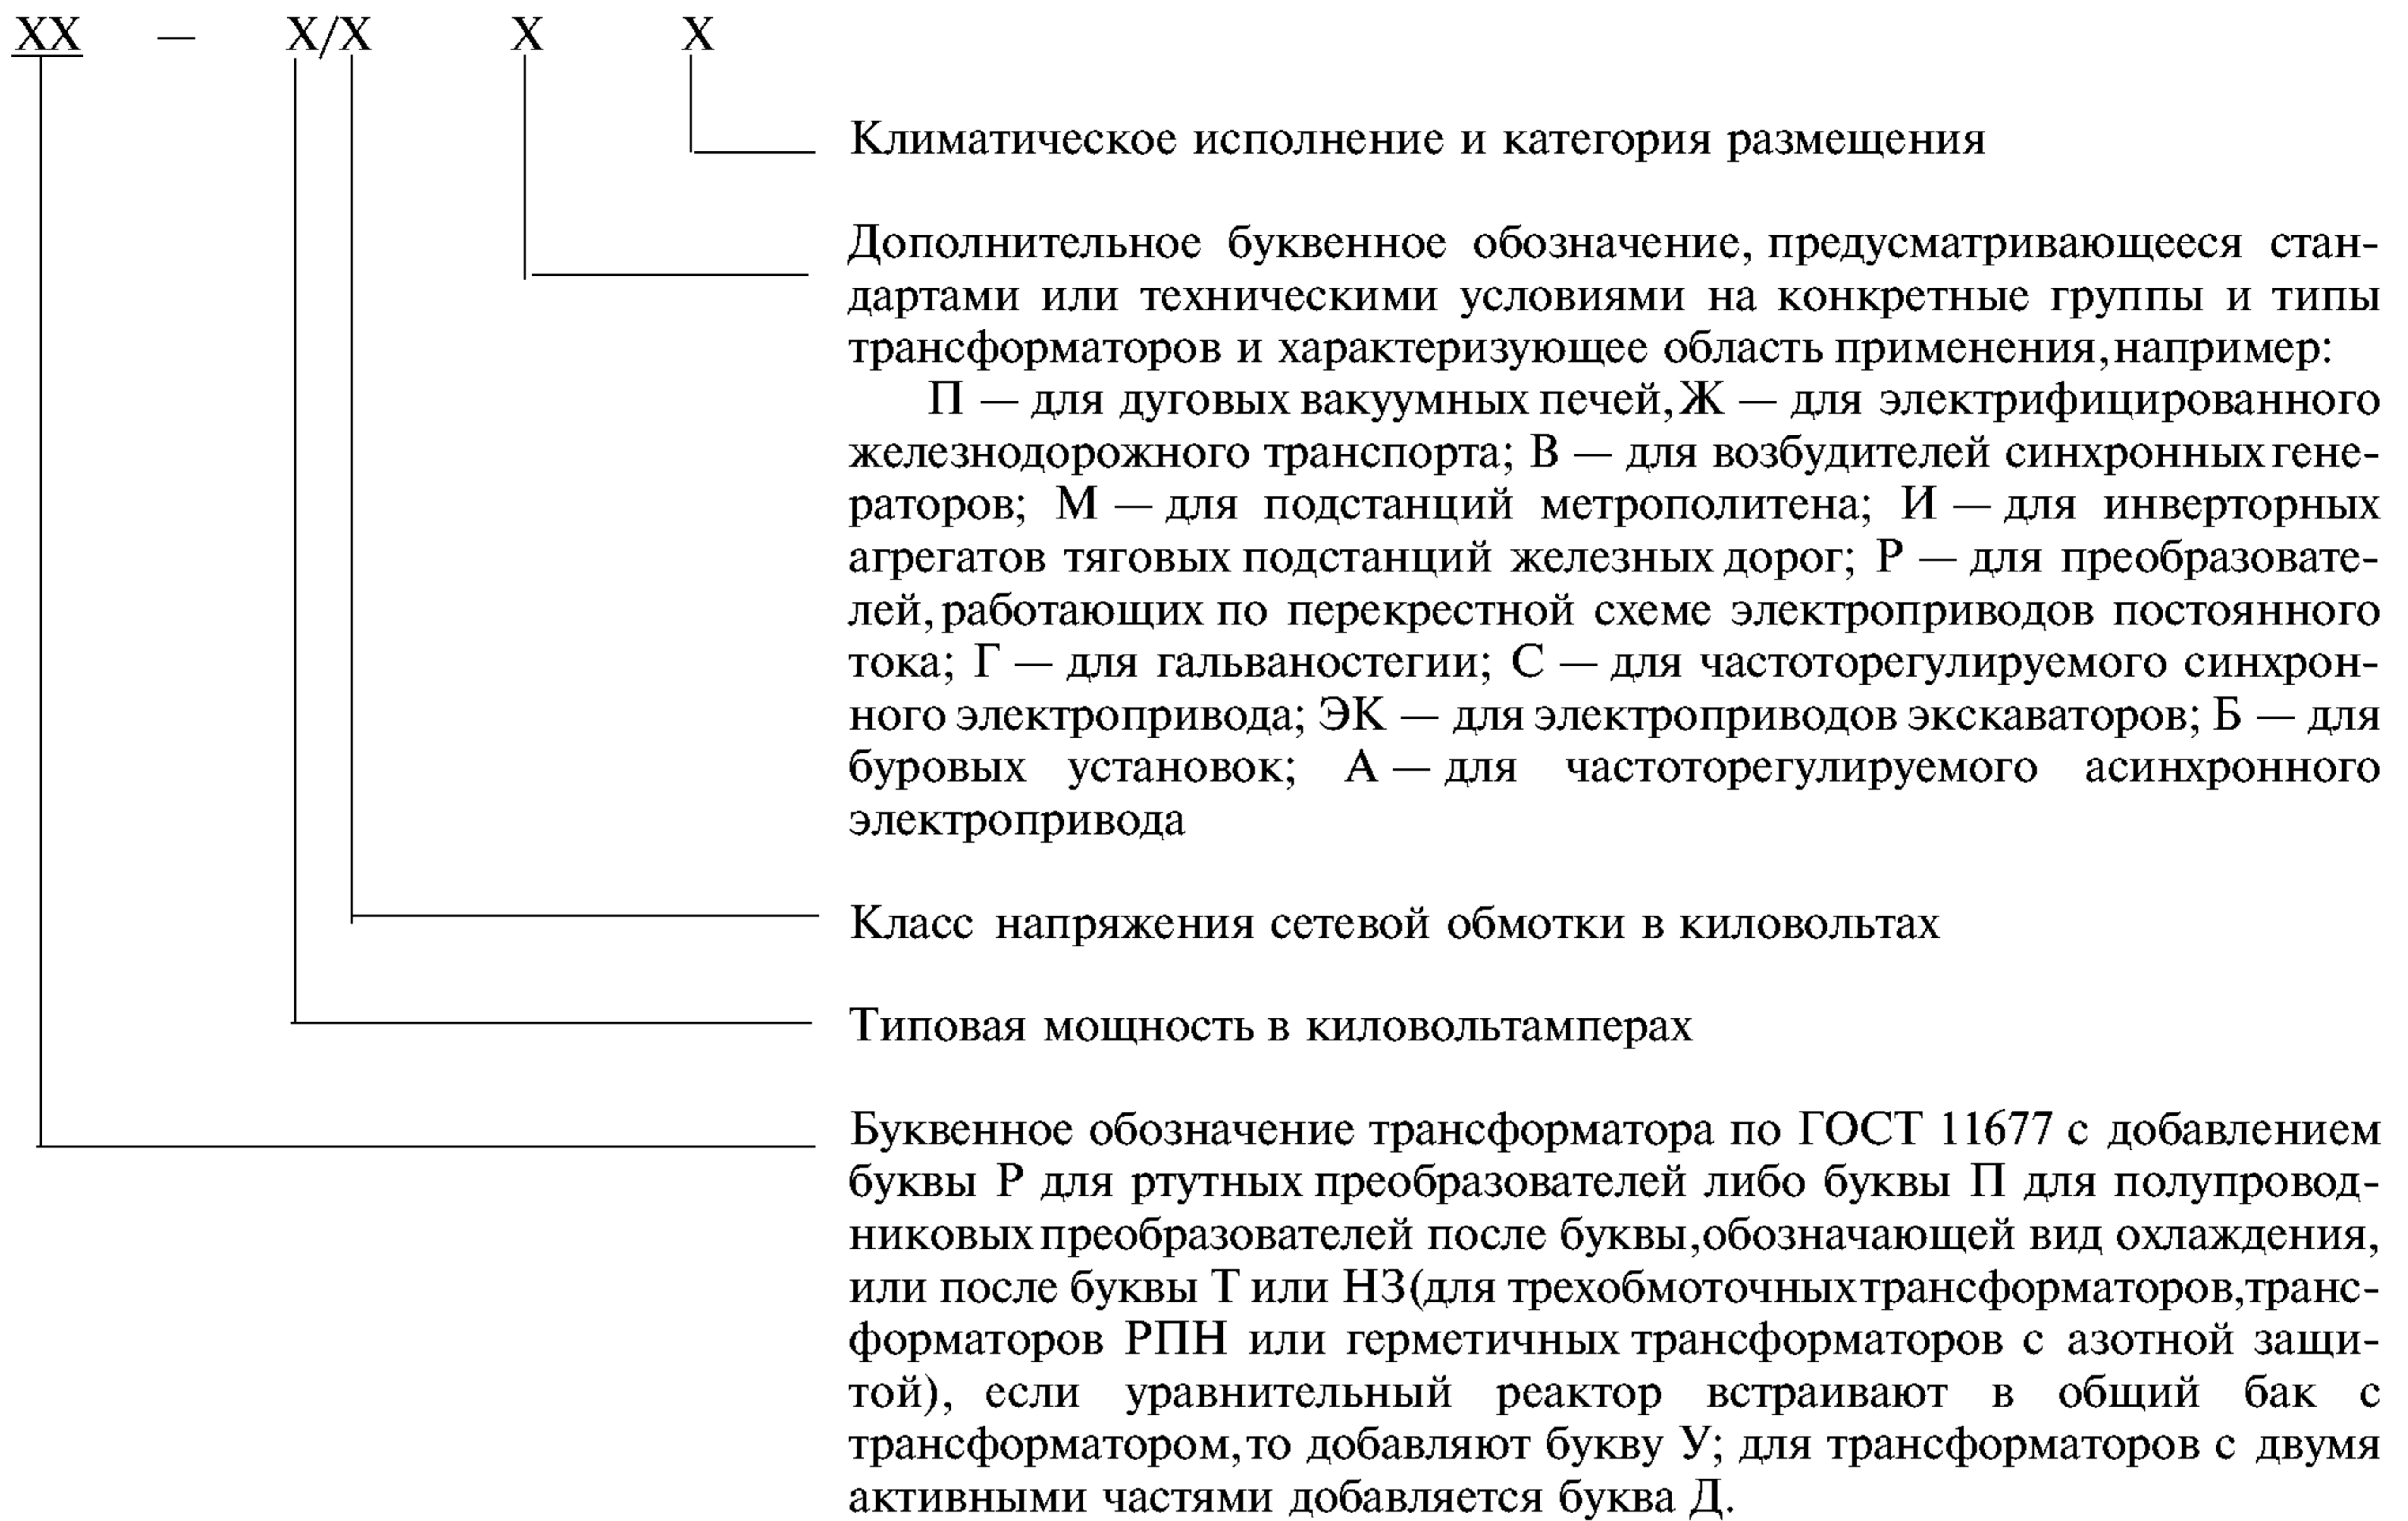 XX — X/X X X
Климатическое исполнение и категория размещения
Дополнительное буквенное обозначение, предусматривающееся стан-
дартами или техническими условиями на конкретные группы и типы
трансформаторов и характеризующее область применения, например:
П — для дуговых вакуумных печей, Ж — для электрифицированного
железнодорожного транспорта; В — для возбудителей синхронных гене-
раторов; М — для подстанций метрополитена; И — для инверторных
агрегатов тяговых подстанций железных дорог; Р — для преобразовате-
лей, работающих по перекрестной схеме электроприводов постоянного
тока; Г — для гальваностегии; С — для частоторегулируемого синхрон-
ного электропривода; ЭК — для электроприводов экскаваторов; Б — для
буровых установок; А — для частоторегулируемого асинхронного
электропривода
Класс напряжения сетевой обмотки в киловольтах
Типовая мощность в киловольтамперах
Буквенное обозначение трансформатора по ГОСТ 11677 с добавлением
буквы Р для ртутных преобразователей либо буквы П для полупровод-
никовых преобразователей после буквы, обозначающей вид охлаждения,
или после буквы Т или НЗ (для трехобмоточных трансформаторов, транс-
форматоров РПН или герметичных трансформаторов с азотной защи-
той), если уравнительный реактор встраивают в общий бак с
трансформатором, то добавляют букву У; для трансформаторов с двумя
активными частями добавляется буква Д.